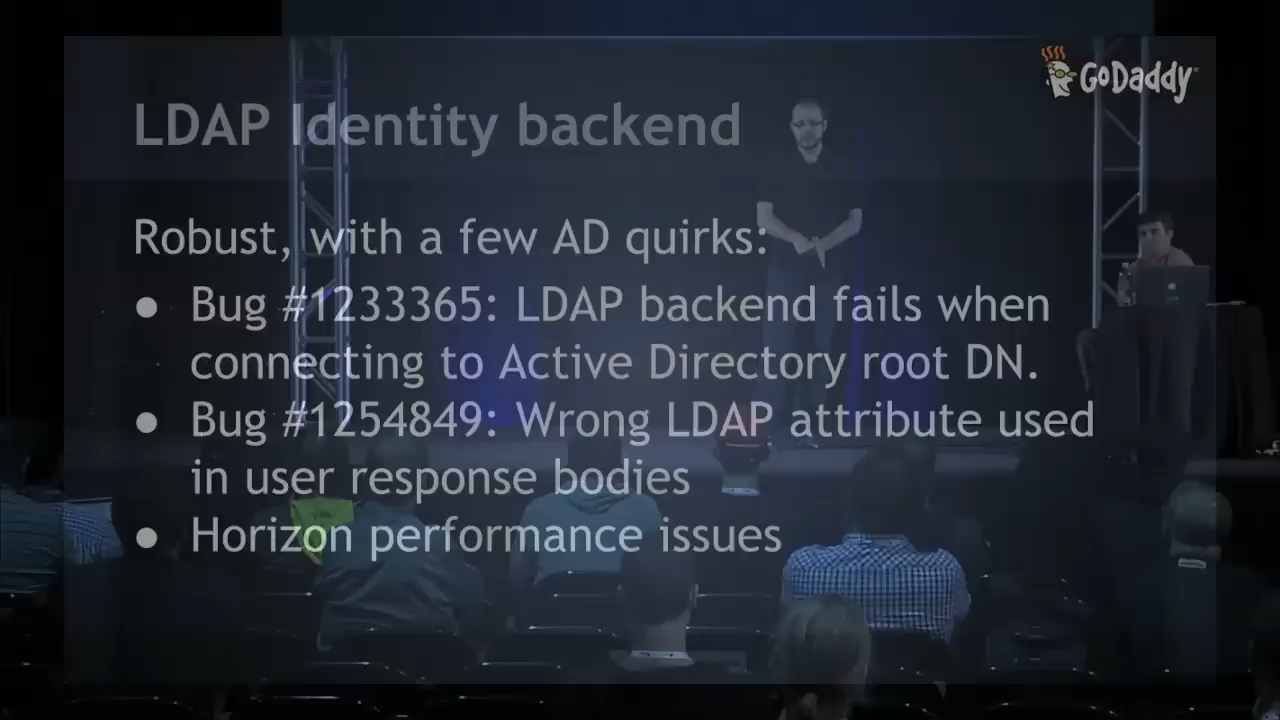 GoDaddy
LDAP Identity backend
Robust, with a few AD quirks:
● Bug #1233365: LDAP backend fails when
connecting to Active Directory root DN.
● Bug #1254849: Wrong LDAP attribute used
in user response bodies
● Horizon performance issues